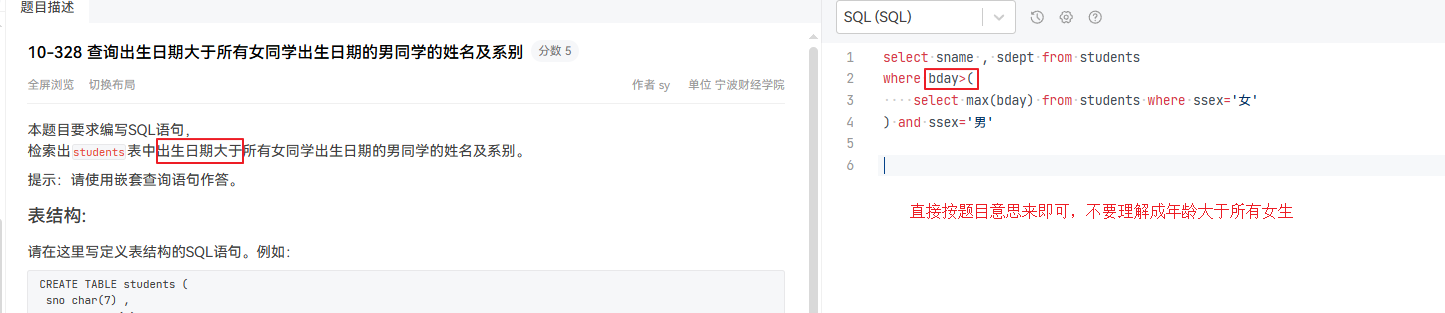 题目描述
10-328 查询出生日期大于所有女同学出生日期的男同学的姓名及系别 分数 5
全屏浏览 切换布局 作者 sy 单位 宁波财经学院
本题目要求编写SQL语句，
检索出students表中出生日期大于所有女同学出生日期的男同学的姓名及系别。
提示：请使用嵌套查询语句作答。
表结构:
请在这里写定义表结构的SQL语句。例如：
CREATE TABLE students (
sno char(7) ,
SQL (SQL)
1 select sname , sdept from students
2 where bday>(
3 ····select max(bday) from students where ssex='女'
4 ) and ssex='男'
5
6
直接按题目意思来即可，不要理解成年龄大于所有女生